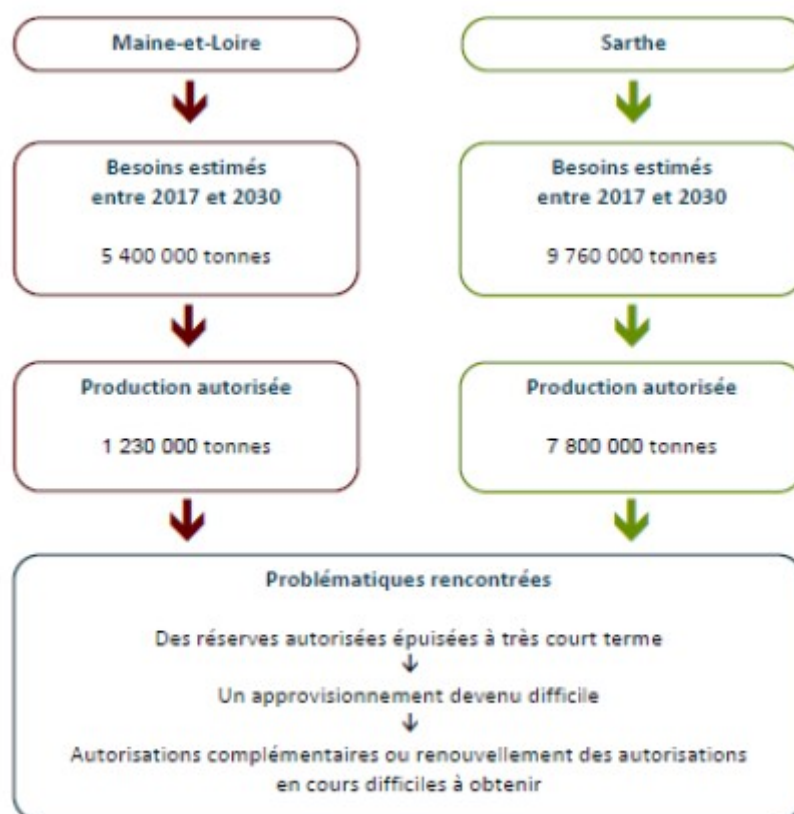 Maine-et-Loire
Sarthe
Besoins estimés
entre 2017 et 2030
5 400 000 tonnes
Besoins estimés
entre 2017 et 2030
9 760 000 tonnes
Production autorisée
1 230 000 tonnes
Production autorisée
7 800 000 tonnes
Problématiques rencontrées
Des réserves autorisées épuisées à très court terme
Un approvisionnement devenu difficile
Autorisations complémentaires ou renouvellement des autorisations
en cours difficiles à obtenir